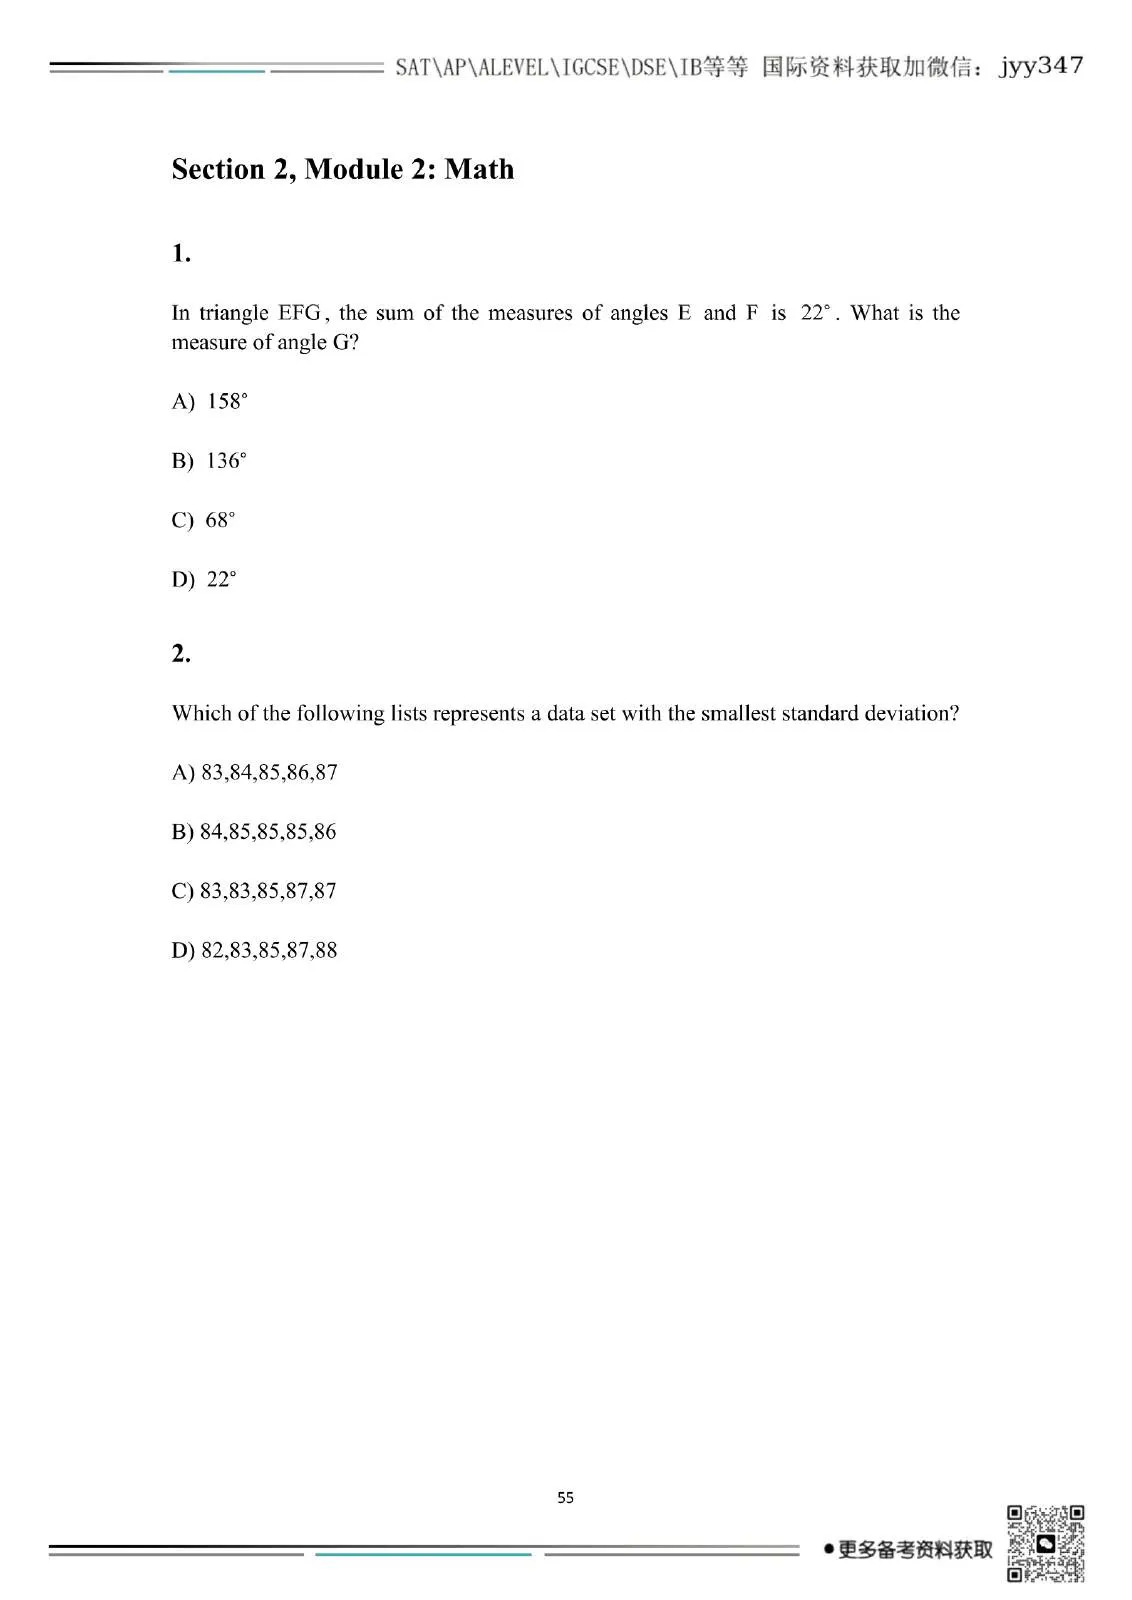 SAT\AP\ALEVEL\IGCSE\DSE\IB等等 国际资料获取加微信: jyy347
Section 2, Module 2: Math
1.
In triangle EFG, the sum of the measures of angles E and F is 22°. What is the
measure of angle G?
A) 158°
B) 136°
C) 68°
D) 22°
2.
Which of the following lists represents a data set with the smallest standard deviation?
A) 83,84,85,86,87
B) 84,85,85,85,86
C) 83,83,85,87,87
D) 82,83,85,87,88
55
●更多备考资料获取